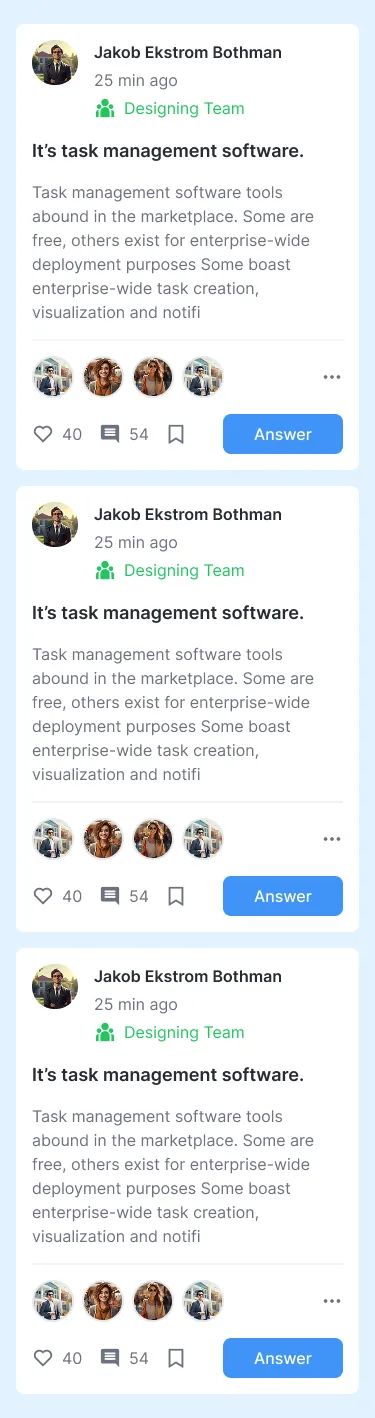 Jakob Ekstrom Bothman
25 min ago
Designing Team
It’s task management software.
Task management software tools
abound in the marketplace. Some are
free, others exist for enterprise-wide
deployment purposes Some boast
enterprise-wide task creation,
visualization and notifi
40 54 Answer
Jakob Ekstrom Bothman
25 min ago
Designing Team
It’s task management software.
Task management software tools
abound in the marketplace. Some are
free, others exist for enterprise-wide
deployment purposes Some boast
enterprise-wide task creation,
visualization and notifi
40 54 Answer
Jakob Ekstrom Bothman
25 min ago
Designing Team
It’s task management software.
Task management software tools
abound in the marketplace. Some are
free, others exist for enterprise-wide
deployment purposes Some boast
enterprise-wide task creation,
visualization and notifi
40 54 Answer